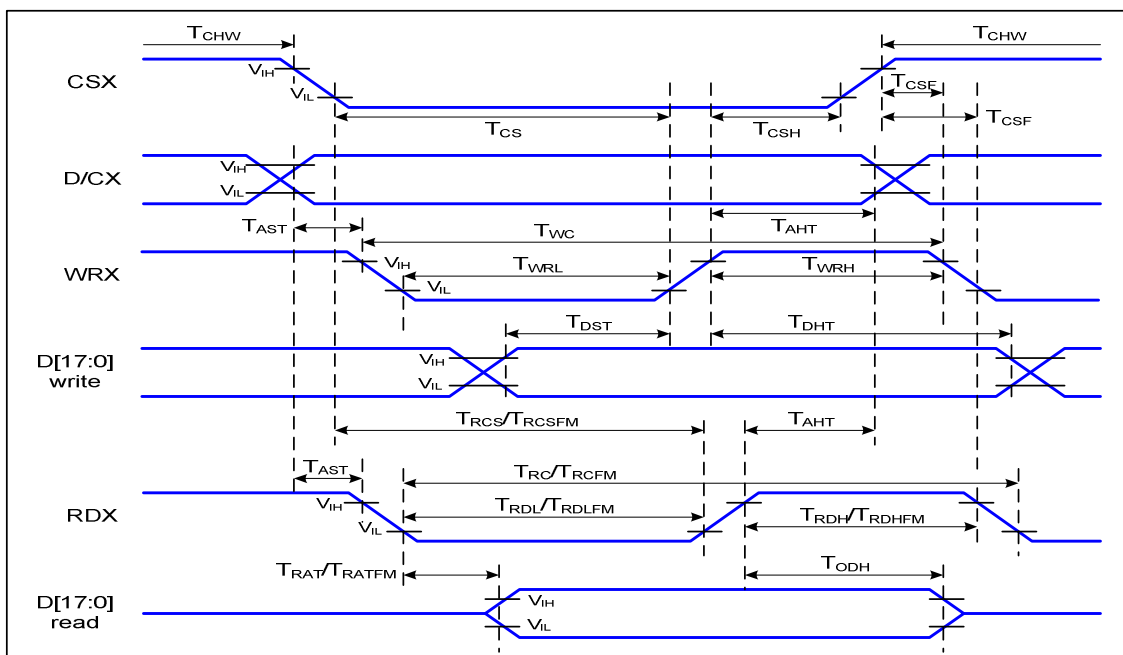 TCHW TCHW
CSX VIH
VIL
TCSF
TCS TCSH TCSF
D/CX VIH
VIL
TAST TWC TAHT
WRX VIH
VIL TWRL TWRH
TDST TDHT
D[17:0]
write VIH
VIL
TRCS/TRCSFM TAHT
TAST TRC/TRCFM
RDX VIH
VIL TRDL/TRDLFM TRDH/TRDHFM
TRAT/TRATFM TODH
D[17:0]
read VIH
VIL